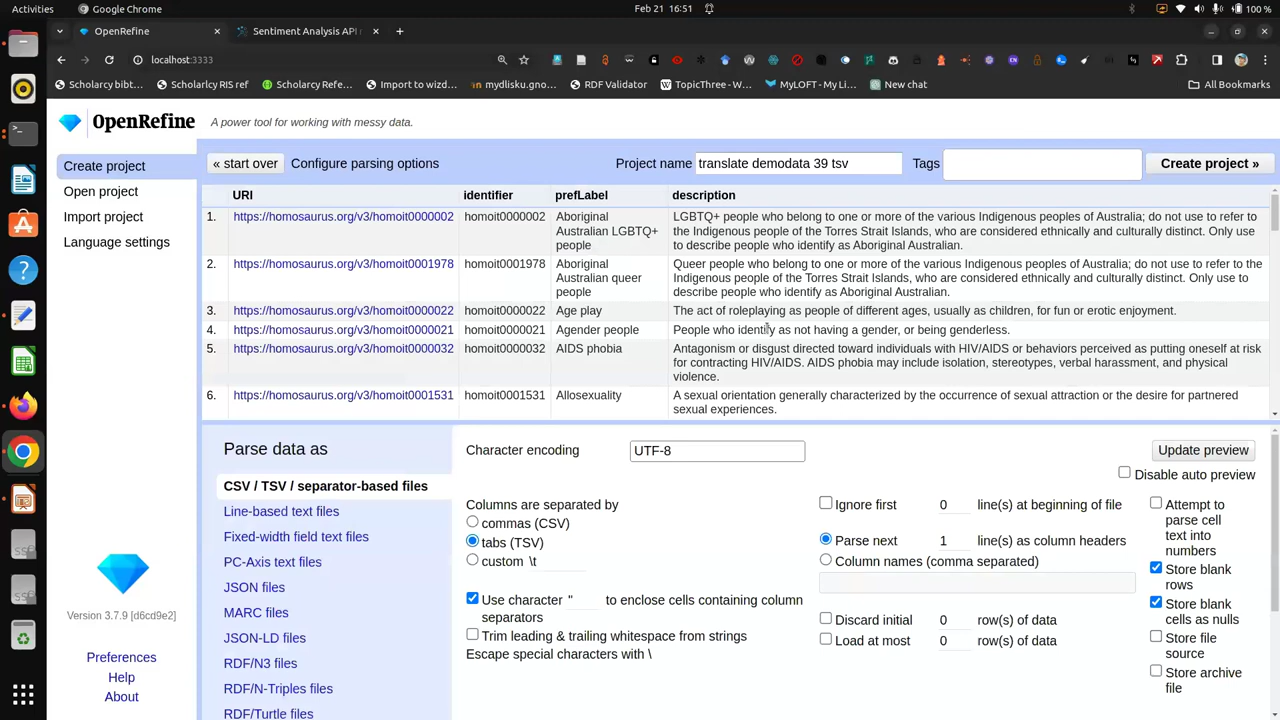 Activities
Google Chrome
Feb 21 16:51
100 %
OpenRefine
Sentiment Analysis API
localhost:3333
Scholarcy bibt...
Scholarlcy RIS ref
Scholarcy Refe...
Import to wizd...
mydlisku.gno...
RDF Validator
TopicThree - W...
MyLOFT - My Li...
New chat
All Bookmarks
OpenRefine
A power tool for working with messy data.
Create project
Open project
Import project
Language settings
« start over
Configure parsing options
Project name
translate demodata 39 tsv
Tags
Create project »
URI identifier prefLabel description
1. https://homosaurus.org/v3/homoit0000002 homoit0000002
Aboriginal
Australian LGBTQ+
people
LGBTQ+ people who belong to one or more of the various Indigenous peoples of Australia; do not use to refer to
the Indigenous people of the Torres Strait Islands, who are considered ethnically and culturally distinct. Only use
to describe people who identify as Aboriginal Australian.
2. https://homosaurus.org/v3/homoit0001978 homoit0001978
Aboriginal
Australian queer
people
Queer people who belong to one or more of the various Indigenous peoples of Australia; do not use to refer to the
Indigenous people of the Torres Strait Islands, who are considered ethnically and culturally distinct. Only use to
describe people who identify as Aboriginal Australian.
3. https://homosaurus.org/v3/homoit0000022 homoit0000022 Age play The act of roleplaying as people of different ages, usually as children, for fun or erotic enjoyment.
4. https://homosaurus.org/v3/homoit0000021 homoit0000021 Agender people People who identify as not having a gender, or being genderless.
5. https://homosaurus.org/v3/homoit0000032 homoit0000032 AIDS phobia Antagonism or disgust directed toward individuals with HIV/AIDS or behaviors perceived as putting oneself at risk
for contracting HIV/AIDS. AIDS phobia may include isolation, stereotypes, verbal harassment, and physical
violence.
6. https://homosaurus.org/v3/homoit0001531 homoit0001531 Allosexuality A sexual orientation generally characterized by the occurrence of sexual attraction or the desire for partnered
sexual experiences.
Parse data as
CSV / TSV / separator-based files
Line-based text files
Fixed-width field text files
PC-Axis text files
JSON files
MARC files
JSON-LD files
RDF/N3 files
RDF/N-Triples files
RDF/Turtle files
Character encoding
UTF-8
Update preview
Disable auto preview
Columns are separated by
commas (CSV)
tabs (TSV)
custom \t
Use character " to enclose cells containing column
separators
Trim leading & trailing whitespace from strings
Escape special characters with \
Ignore first 0 line(s) at beginning of file
Parse next 1 line(s) as column headers
Column names (comma separated)
Discard initial 0 row(s) of data
Load at most 0 row(s) of data
Attempt to
parse cell
text into
numbers
Store blank
rows
Store blank
cells as nulls
Store file
source
Store archive
file
Version 3.7.9 [d6cd9e2]
Preferences
Help
About